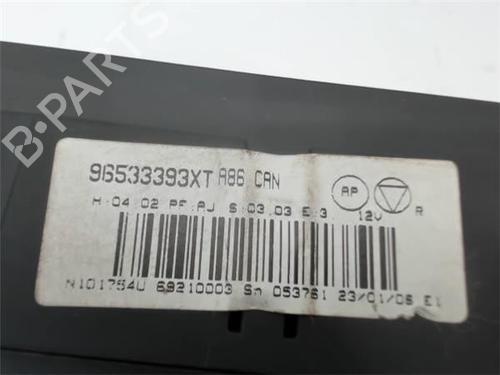 96533393XT A86 CAN
AP
H:04.02 PF:AJ S:03.03 E:3 12V R
N101754U 69210003 Sn 053761 23/01/06 E1
B-PARTS